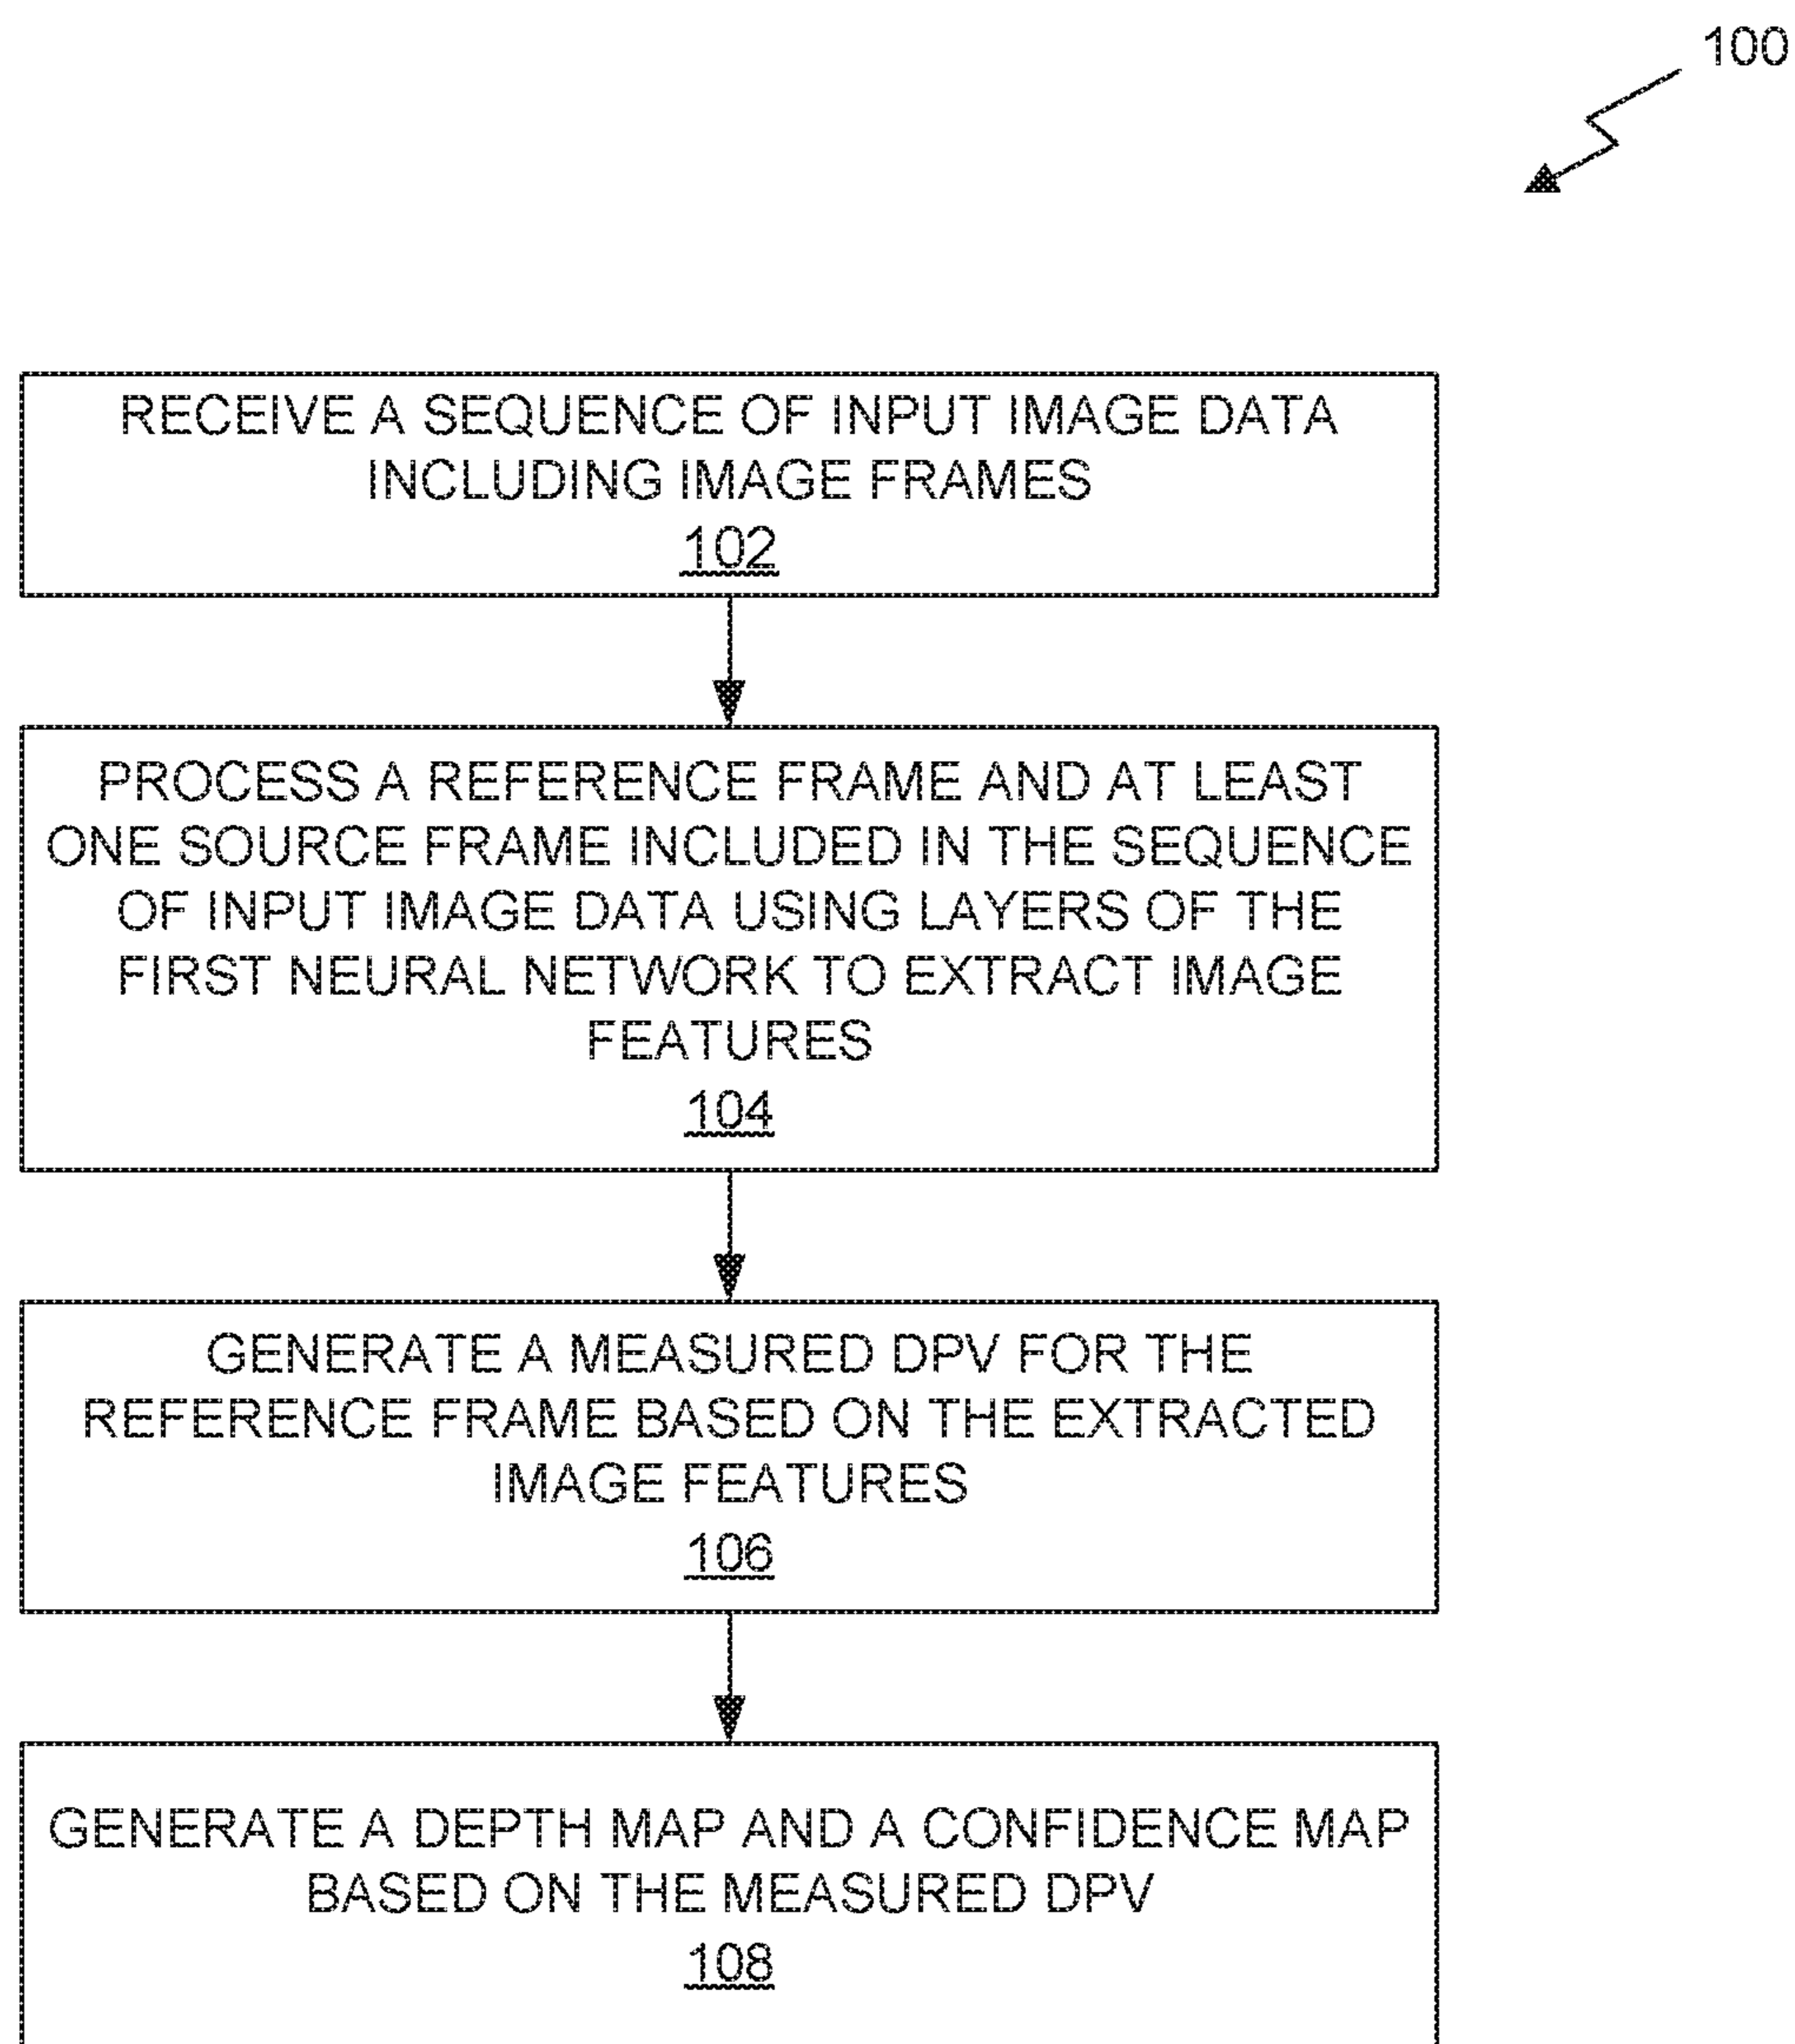 100
RECEIVE A SEQUENCE OF INPUT IMAGE DATA
INCLUDING IMAGE FRAMES
102
PROCESS A REFERENCE FRAME AND AT LEAST
ONE SOURCE FRAME INCLUDED IN THE SEQUENCE
OF INPUT IMAGE DATA USING LAYERS OF THE
FIRST NEURAL NETWORK TO EXTRACT IMAGE
FEATURES
104
GENERATE A MEASURED DPV FOR THE
REFERENCE FRAME BASED ON THE EXTRACTED
IMAGE FEATURES
106
GENERATE A DEPTH MAP AND A CONFIDENCE MAP
BASED ON THE MEASURED DPV
108